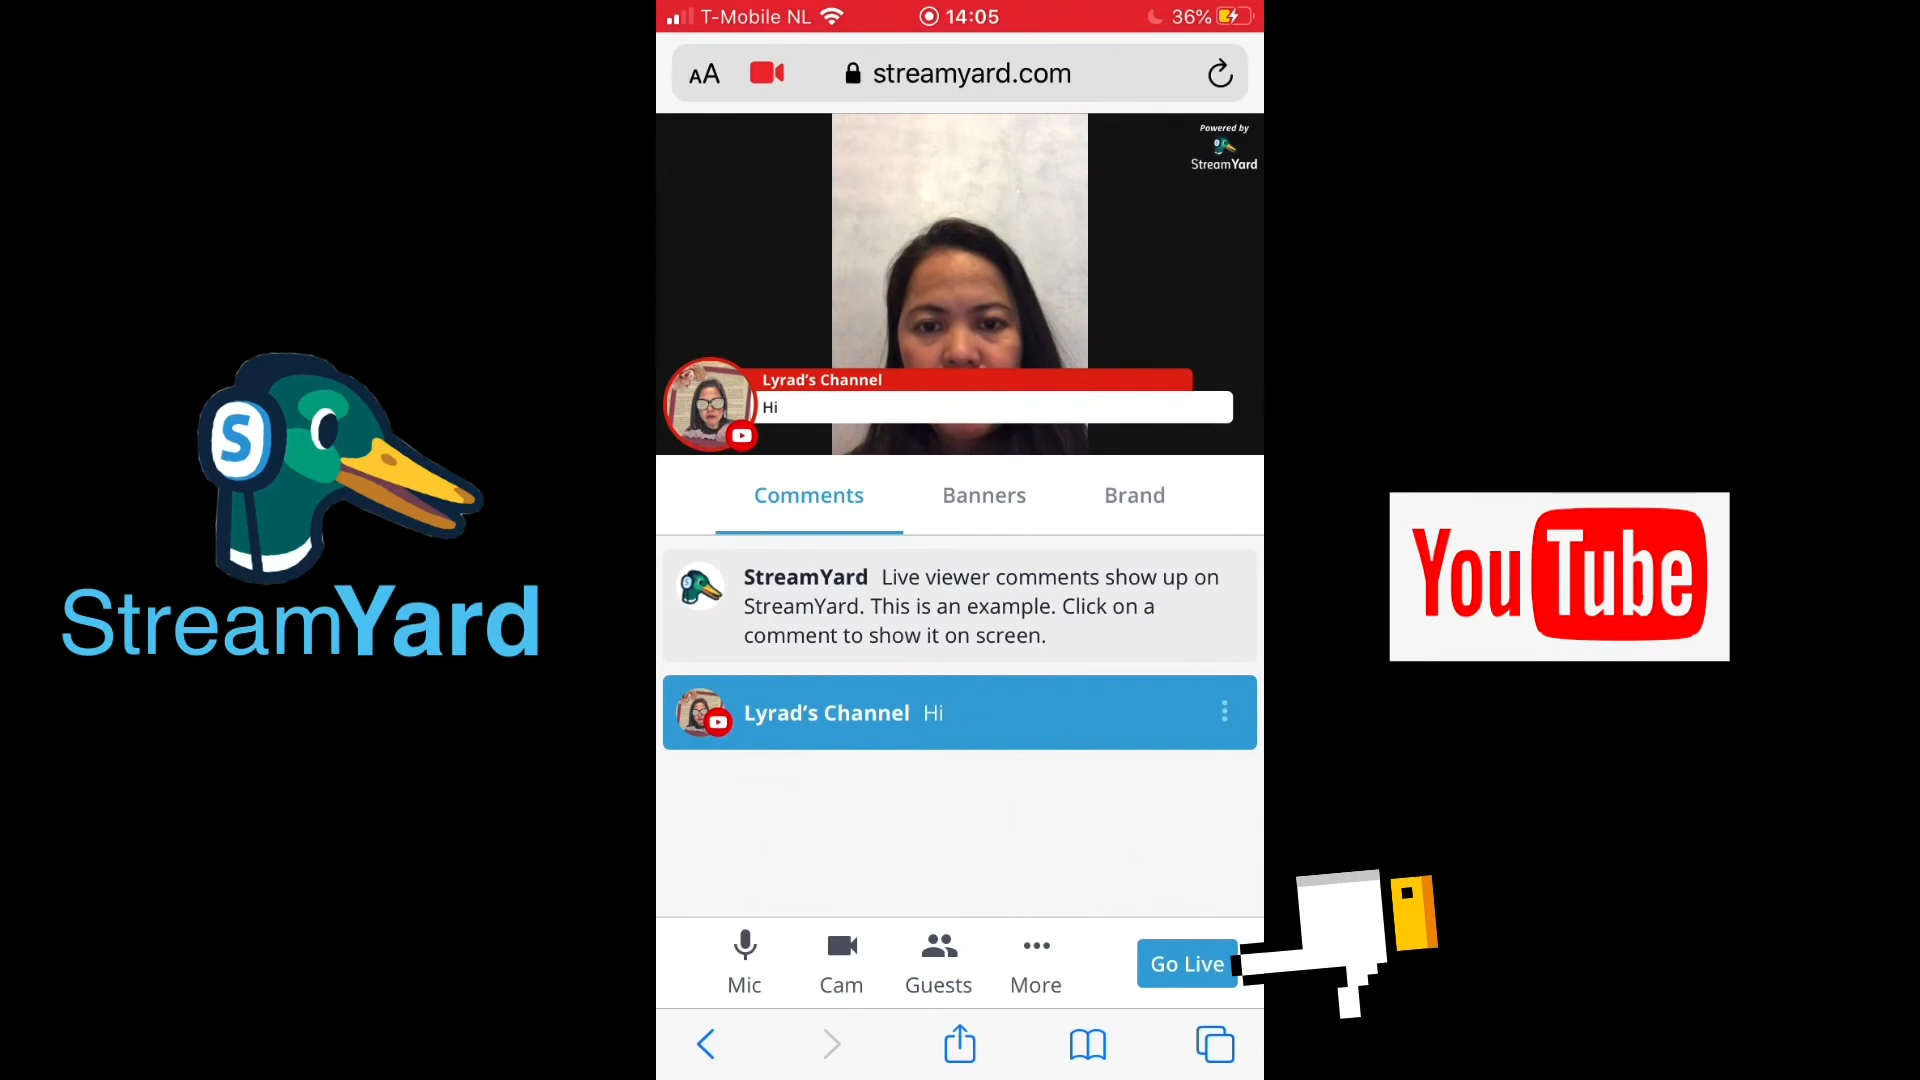 T-Mobile NL 14:05 36%
AA streamyard.com
Powered by
StreamYard
Lyrad's Channel
Hi
Comments Banners Brand
StreamYard Live viewer comments show up on
StreamYard. This is an example. Click on a
comment to show it on screen.
Lyrad's Channel Hi
Mic Cam Guests More Go Live
S
StreamYard
YouTube